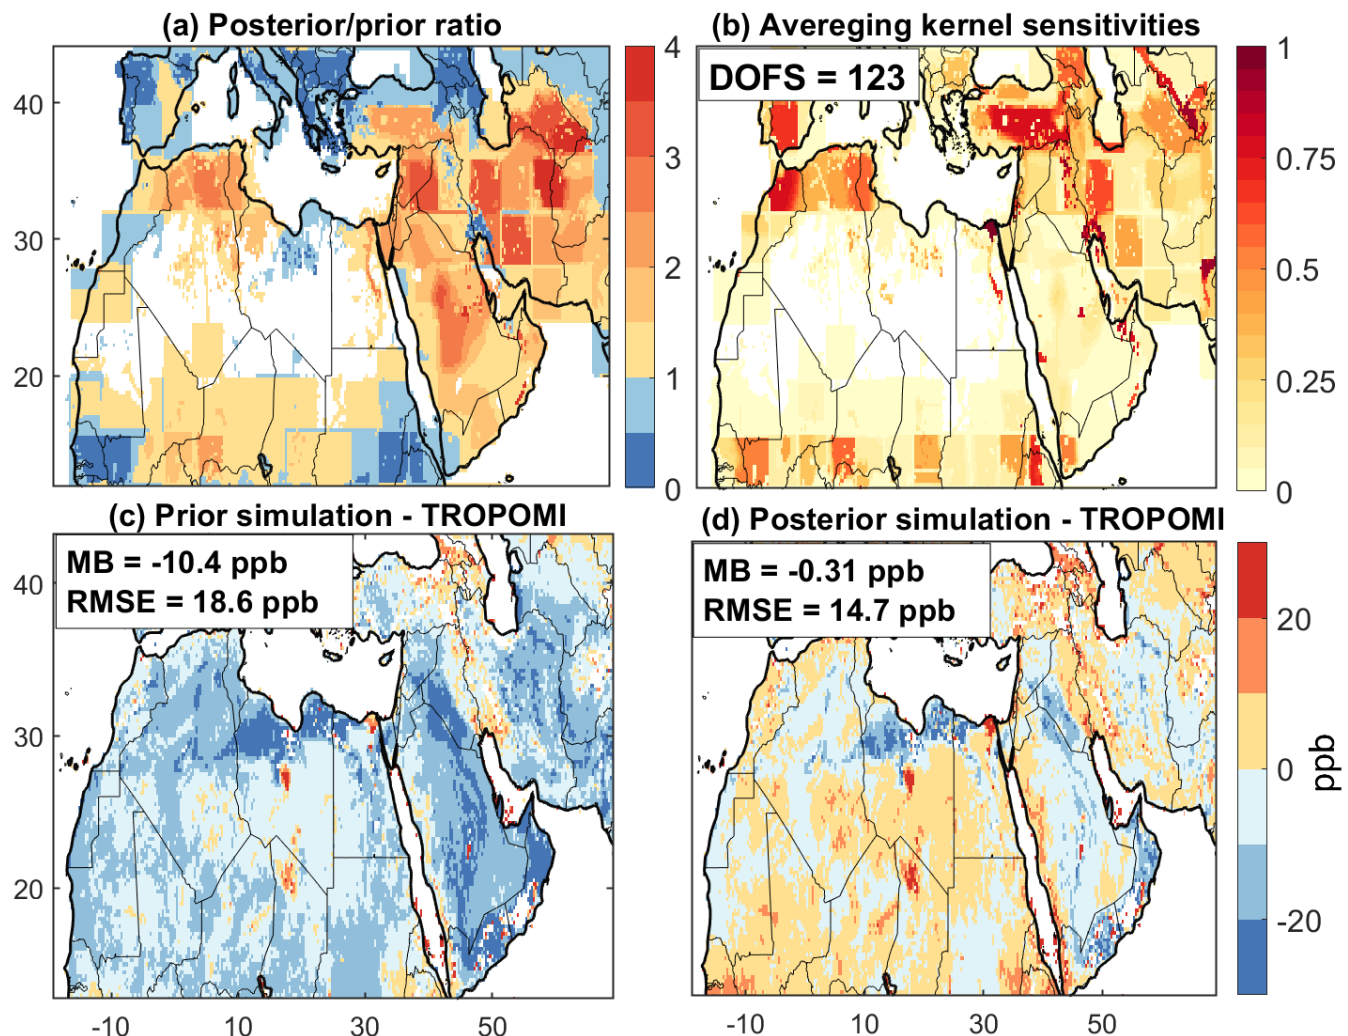 (a) Posterior/prior ratio
(b) Avereging kernel sensitivities
40
30
20
4
3
2
1
0
DOFS = 123
1
0.75
0.5
0.25
0
(c) Prior simulation - TROPOMI
(d) Posterior simulation - TROPOMI
MB = -10.4 ppb
RMSE = 18.6 ppb
MB = -0.31 ppb
RMSE = 14.7 ppb
40
30
20
-10
10
30
50
-10
10
30
50
20
0
-20
ppb